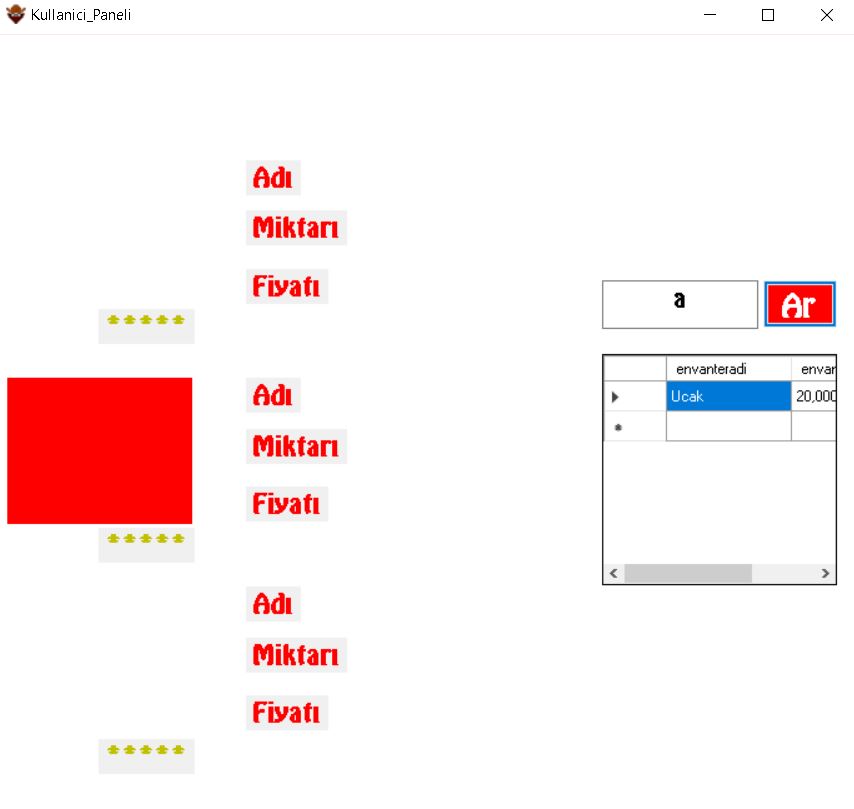 Kullanici_Paneli
Adı
Miktarı
Fiyatı
*****
Adı
Miktarı
Fiyatı
*****
Adı
Miktarı
Fiyatı
*****
a
Ar
envanteradi envar
Ucak 20,000